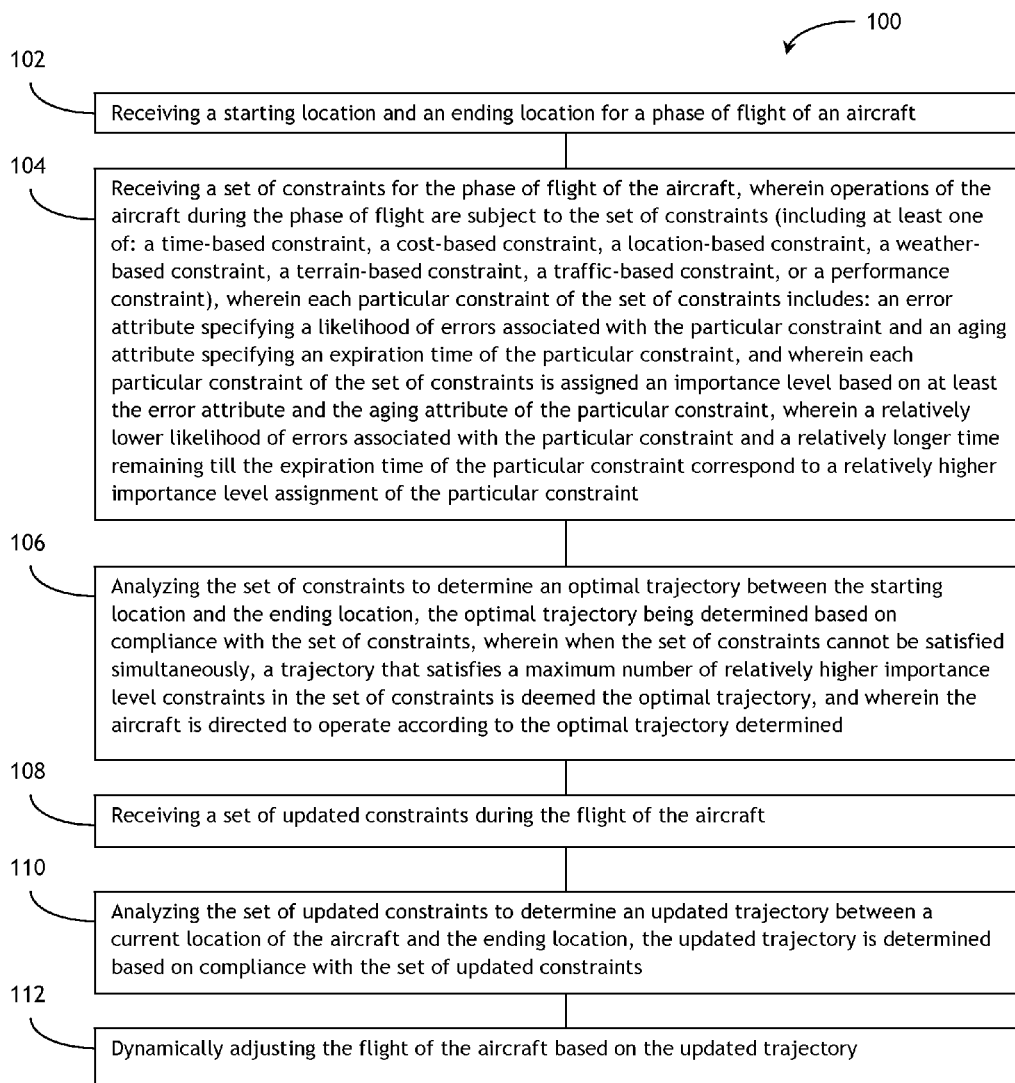 100
102
Receiving a starting location and an ending location for a phase of flight of an aircraft
104
Receiving a set of constraints for the phase of flight of the aircraft, wherein operations of the
aircraft during the phase of flight are subject to the set of constraints (including at least one
of: a time-based constraint, a cost-based constraint, a location-based constraint, a weather-
based constraint, a terrain-based constraint, a traffic-based constraint, or a performance
constraint), wherein each particular constraint of the set of constraints includes: an error
attribute specifying a likelihood of errors associated with the particular constraint and an aging
attribute specifying an expiration time of the particular constraint, and wherein each
particular constraint of the set of constraints is assigned an importance level based on at least
the error attribute and the aging attribute of the particular constraint, wherein a relatively
lower likelihood of errors associated with the particular constraint and a relatively longer time
remaining till the expiration time of the particular constraint correspond to a relatively higher
importance level assignment of the particular constraint
106
Analyzing the set of constraints to determine an optimal trajectory between the starting
location and the ending location, the optimal trajectory being determined based on
compliance with the set of constraints, wherein when the set of constraints cannot be satisfied
simultaneously, a trajectory that satisfies a maximum number of relatively higher importance
level constraints in the set of constraints is deemed the optimal trajectory, and wherein the
aircraft is directed to operate according to the optimal trajectory determined
108
Receiving a set of updated constraints during the flight of the aircraft
110
Analyzing the set of updated constraints to determine an updated trajectory between a
current location of the aircraft and the ending location, the updated trajectory is determined
based on compliance with the set of updated constraints
112
Dynamically adjusting the flight of the aircraft based on the updated trajectory